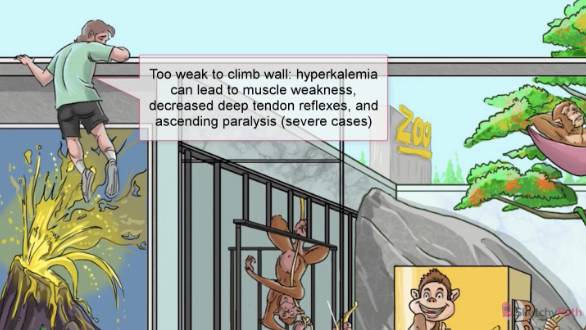 Too weak to climb wall: hyperkalemia
can lead to muscle weakness,
decreased deep tendon reflexes, and
ascending paralysis (severe cases)
Zoo